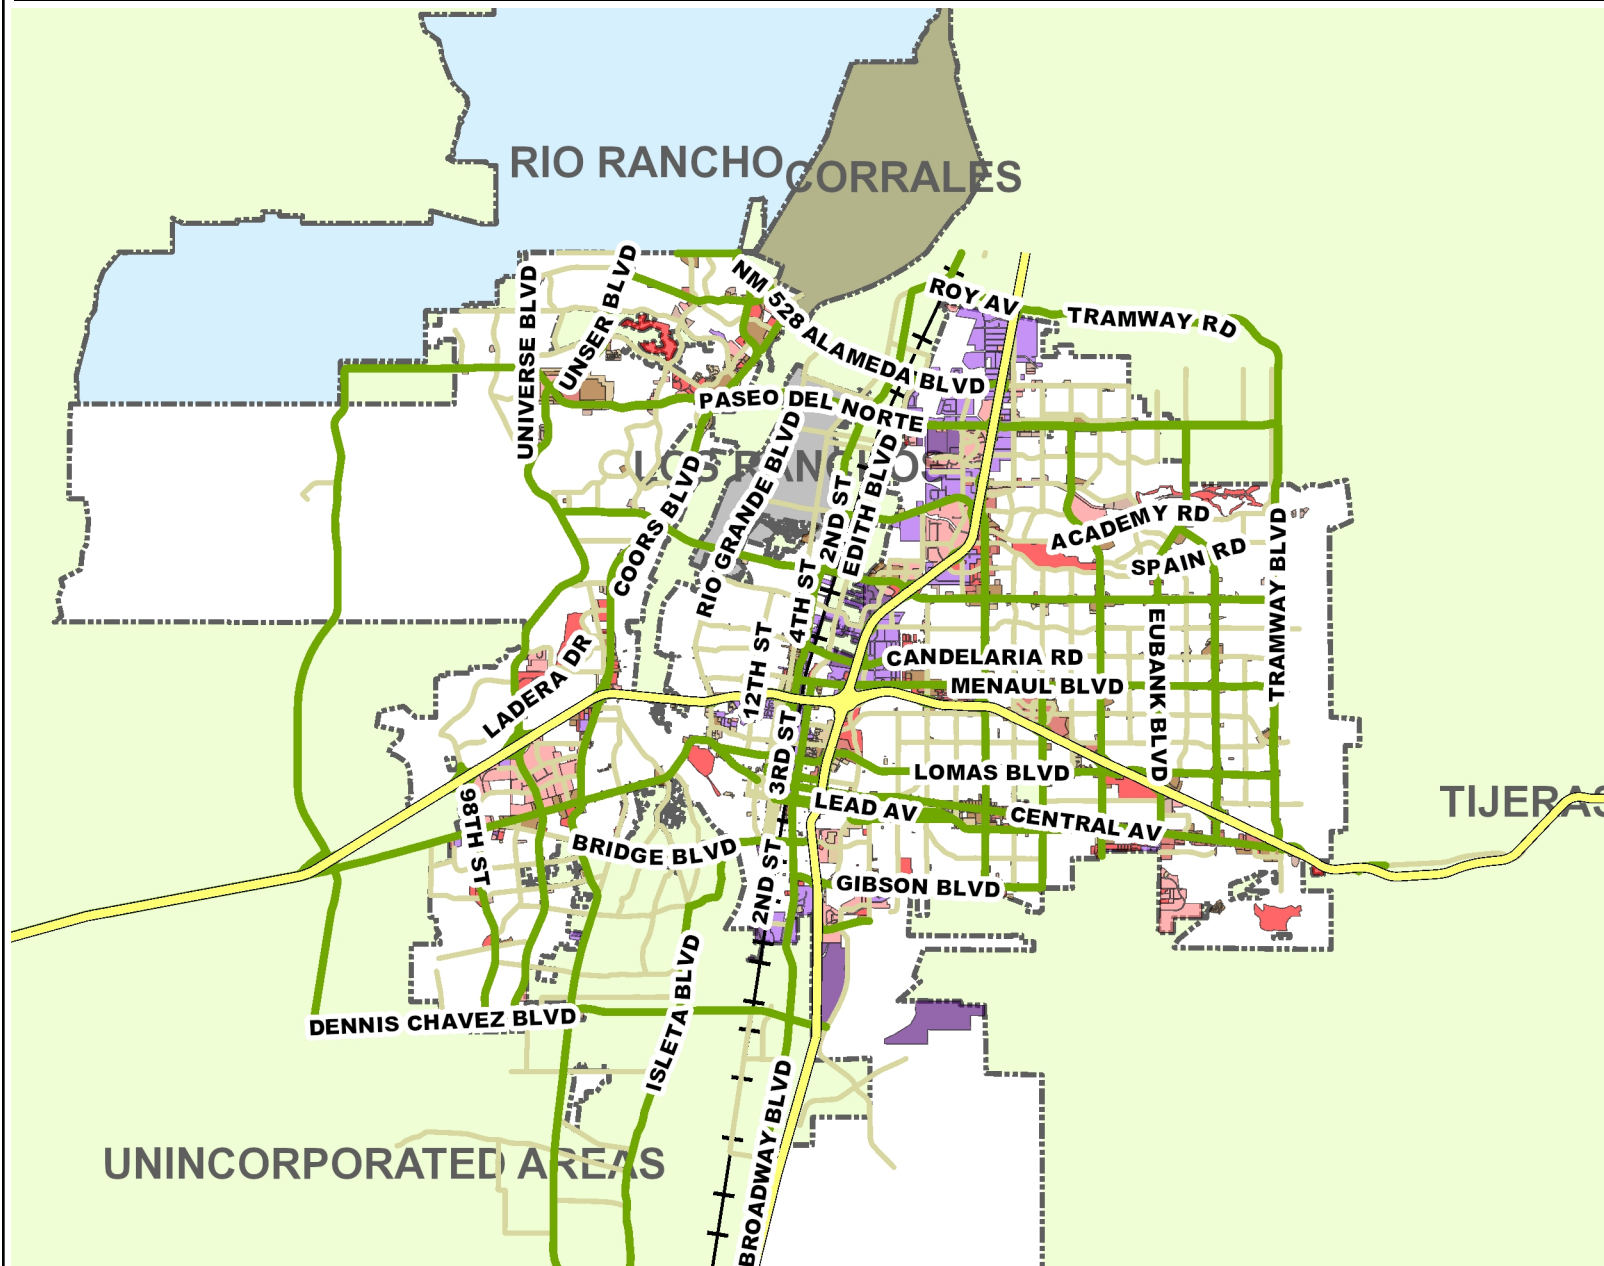 RIO RANCHO
CORRALES
UNIVERSE BLVD
UNSER BLVD
NM 528
ALAMEDA BLVD
ROY AV
TRAMWAY RD
PASEO DEL NORTE
LOS RANCHOS
COORS BLVD
RIO GRANDE BLVD
2ND ST
EDITH BLVD
ACADEMY RD
SPAIN RD
TRAMWAY BLVD
4TH ST
12TH ST
LADERA DR
CANDELARIA RD
MENAUL BLVD
EUBANK BLVD
3RD ST
LOMAS BLVD
LEAD AV
CENTRAL AV
TIJERAS
98TH ST
BRIDGE BLVD
2ND ST
GIBSON BLVD
DENNIS CHAVEZ BLVD
ISLETA BLVD
BROADWAY BLVD
UNINCORPORATED AREAS